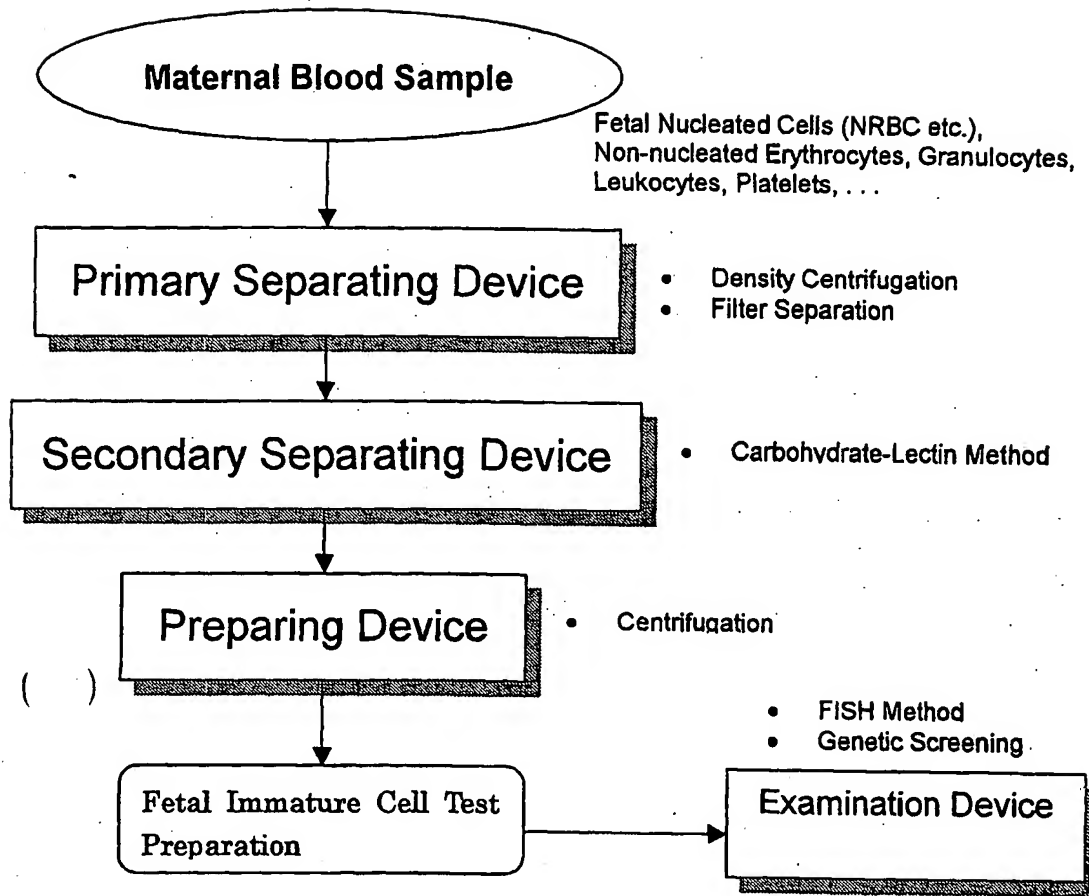 Maternal Blood Sample
Fetal Nucleated Cells (NRBC etc.),
Non-nucleated Erythrocytes, Granulocytes,
Leukocytes, Platelets, . . .
Primary Separating Device
• Density Centrifugation
• Filter Separation
Secondary Separating Device
• Carbohydrate-Lectin Method
Preparing Device
• Centrifugation
( )
• FISH Method
• Genetic Screening
Fetal Immature Cell Test
Preparation
Examination Device